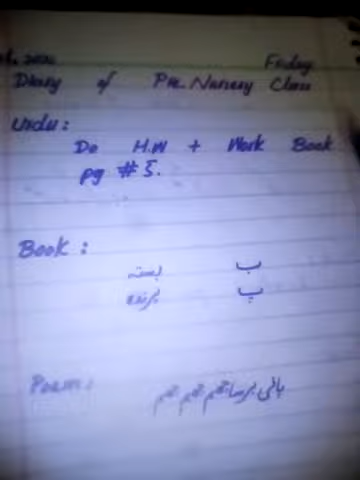 Friday
Diary of Pre Nursery Class
Urdu:
Do H.W + Work Book
pg # 5.
Book:
ب بستہ
پ پرندہ
Poem: پانی برسا چھم چھم چھم